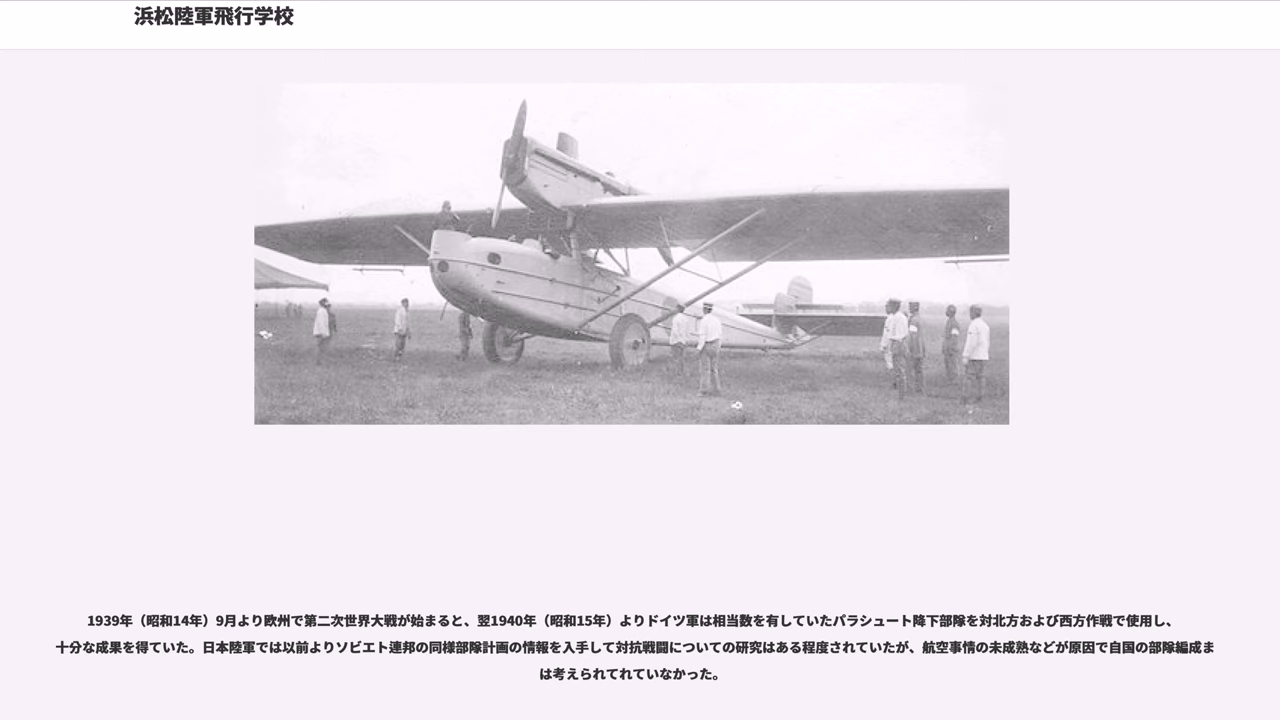 浜松陸軍飛行学校
1939年（昭和14年）9月より欧州で第二次世界大戦が始まると、翌1940年（昭和15年）よりドイツ軍は相当数を有していたパラシュート降下部隊を対北方および西方作戦で使用し、
十分な成果を得ていた。日本陸軍では以前よりソビエト連邦の同様部隊計画の情報を入手して対抗戦闘についての研究はある程度されていたが、航空事情の未成熟などが原因で自国の部隊編成ま
は考えられてれていなかった。